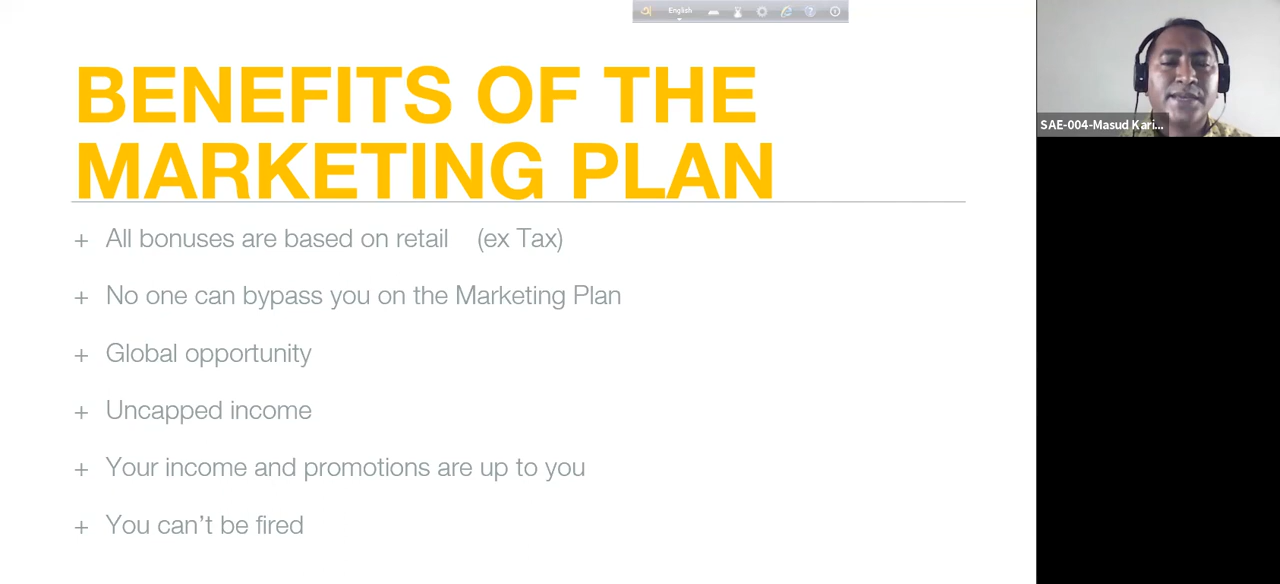 অ English
BENEFITS OF THE
MARKETING PLAN
+ All bonuses are based on retail (ex Tax)
+ No one can bypass you on the Marketing Plan
+ Global opportunity
+ Uncapped income
+ Your income and promotions are up to you
+ You can’t be fired
SAE-004-Masud Kari...